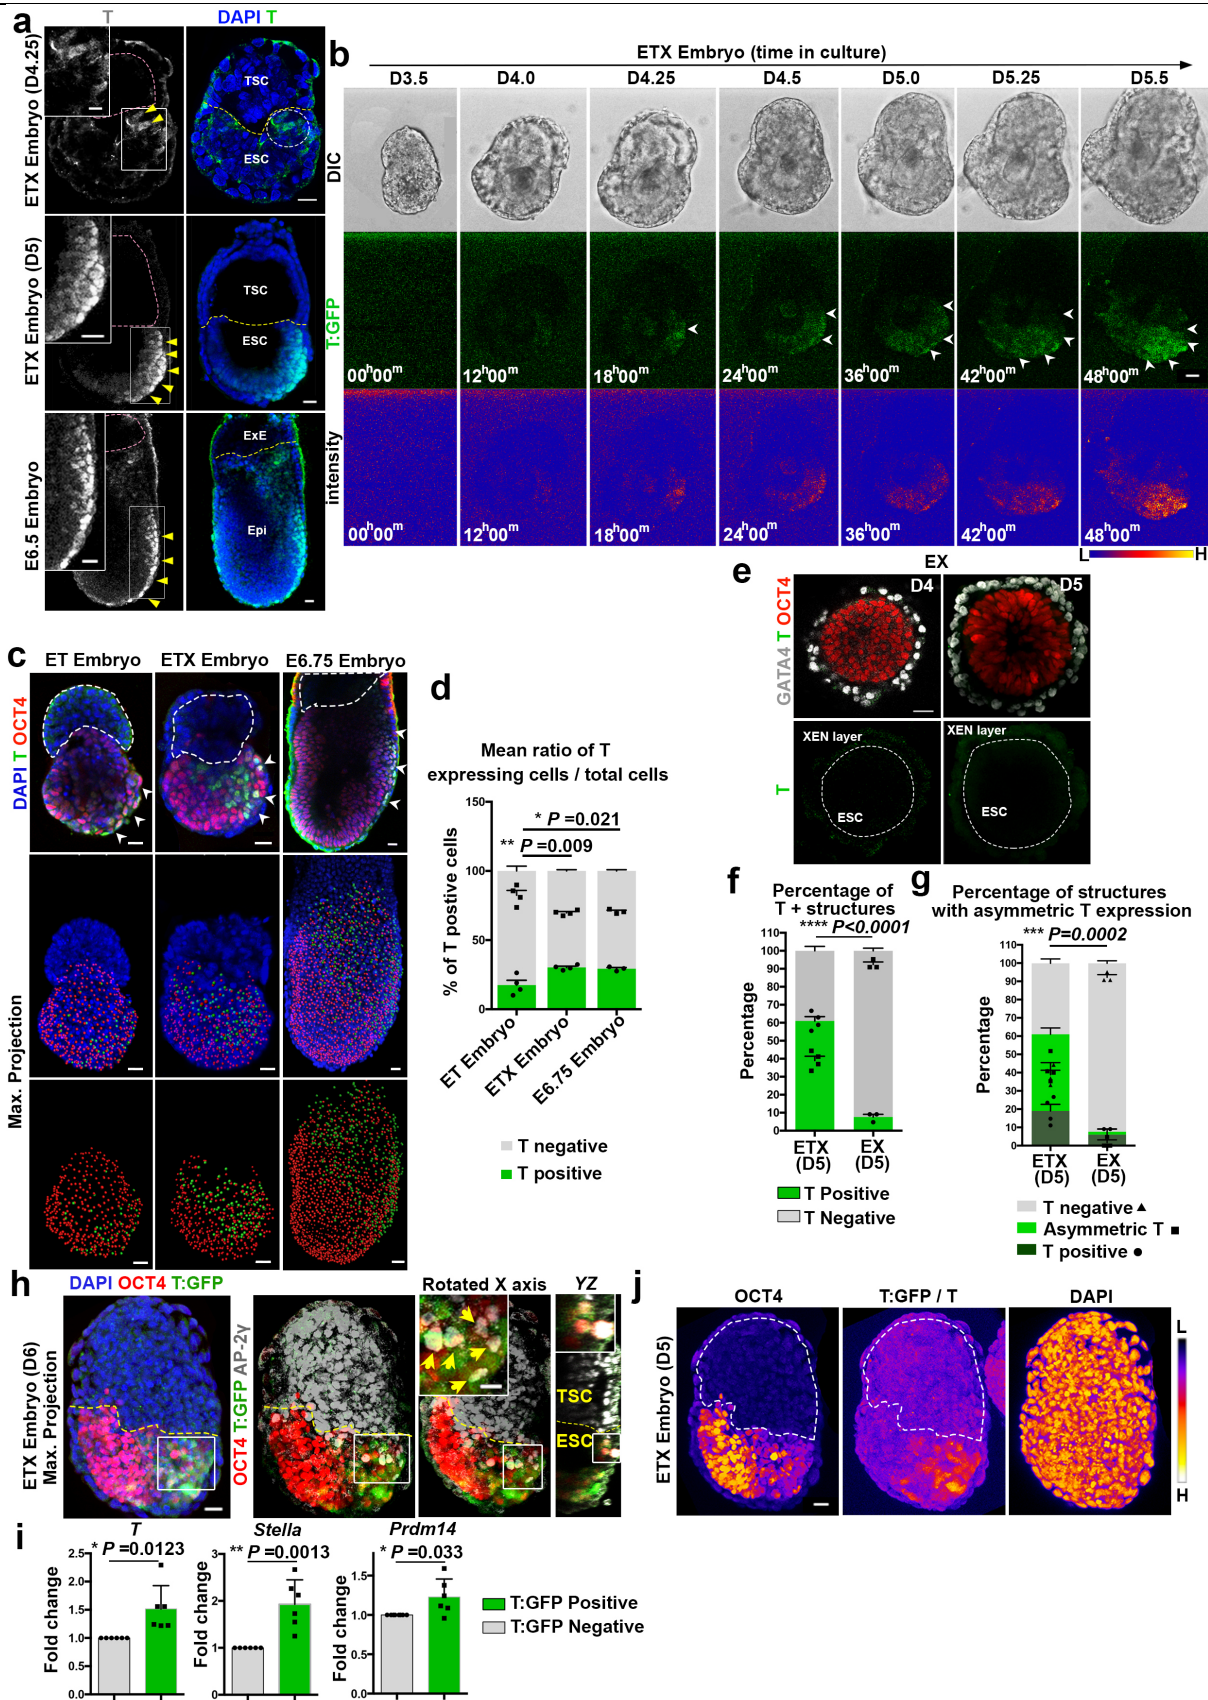 a
T
DAPI T
ETX Embryo (D4.25)
TSC
ESC
ETX Embryo (D5)
TSC
ESC
E6.5 Embryo
ExE
Epi
b
ETX Embryo (time in culture)
D3.5 D4.0 D4.25 D4.5 D5.0 D5.25 D5.5
DIC
T:GFP
00h00m 12h00m 18h00m 24h00m 36h00m 42h00m 48h00m
intensity
00h00m 12h00m 18h00m 24h00m 36h00m 42h00m 48h00m
L H
c
ET Embryo ETX Embryo E6.75 Embryo
DAPI T OCT4
Max. Projection
d
Mean ratio of T
expressing cells / total cells
* P =0.021
** P =0.009
% of T postive cells
150
100
50
0
ET Embryo
ETX Embryo
E6.75 Embryo
T negative
T positive
e
EX
D4 D5
GATA4 T OCT4
T
XEN layer XEN layer
ESC ESC
f
Percentage of
T + structures
**** P<0.0001
Percentage
110
100
90
80
70
60
50
40
30
20
10
0
ETX (D5)
EX (D5)
T Positive
T Negative
g
Percentage of structures
with asymmetric T expression
*** P=0.0002
Percentage
110
100
90
80
70
60
50
40
30
20
10
0
ETX (D5)
EX (D5)
T negative ▲
Asymmetric T ■
T positive ●
h
DAPI OCT4 T:GFP
ETX Embryo (D6)
Max. Projection
OCT4 T:GFP AP-2γ
Rotated X axis
YZ
TSC
ESC
i
T
* P =0.0123
Fold change
2.5
2.0
1.5
1.0
0.5
0.0
Stella
** P =0.0013
Fold change
3
2
1
0
Prdm14
* P =0.033
Fold change
1.5
1.0
0.5
0.0
T:GFP Positive
T:GFP Negative
j
OCT4 T:GFP / T DAPI
ETX Embryo (D5)
L
H